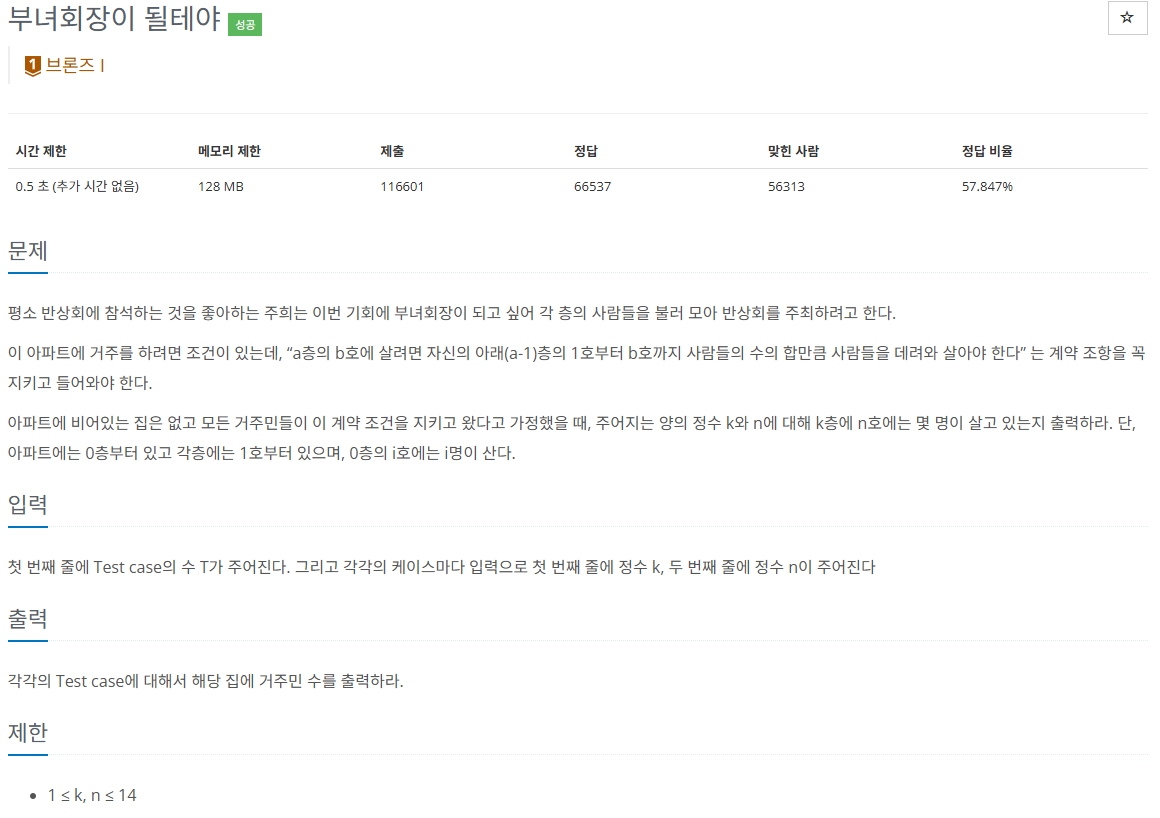 부녀회장이 될테야 성공
☆
1 브론즈 I
시간 제한 메모리 제한 제출 정답 맞힌 사람 정답 비율
0.5 초 (추가 시간 없음) 128 MB 116601 66537 56313 57.847%
문제
평소 반상회에 참석하는 것을 좋아하는 주희는 이번 기회에 부녀회장이 되고 싶어 각 층의 사람들을 불러 모아 반상회를 주최하려고 한다.
이 아파트에 거주를 하려면 조건이 있는데, “a층의 b호에 살려면 자신의 아래(a-1)층의 1호부터 b호까지 사람들의 수의 합만큼 사람들을 데려와 살아야 한다” 는 계약 조항을 꼭
지키고 들어와야 한다.
아파트에 비어있는 집은 없고 모든 거주민들이 이 계약 조건을 지키고 왔다고 가정했을 때, 주어지는 양의 정수 k와 n에 대해 k층에 n호에는 몇 명이 살고 있는지 출력하라. 단,
아파트에는 0층부터 있고 각층에는 1호부터 있으며, 0층의 i호에는 i명이 산다.
입력
첫 번째 줄에 Test case의 수 T가 주어진다. 그리고 각각의 케이스마다 입력으로 첫 번째 줄에 정수 k, 두 번째 줄에 정수 n이 주어진다
출력
각각의 Test case에 대해서 해당 집에 거주민 수를 출력하라.
제한
• 1 ≤ k, n ≤ 14